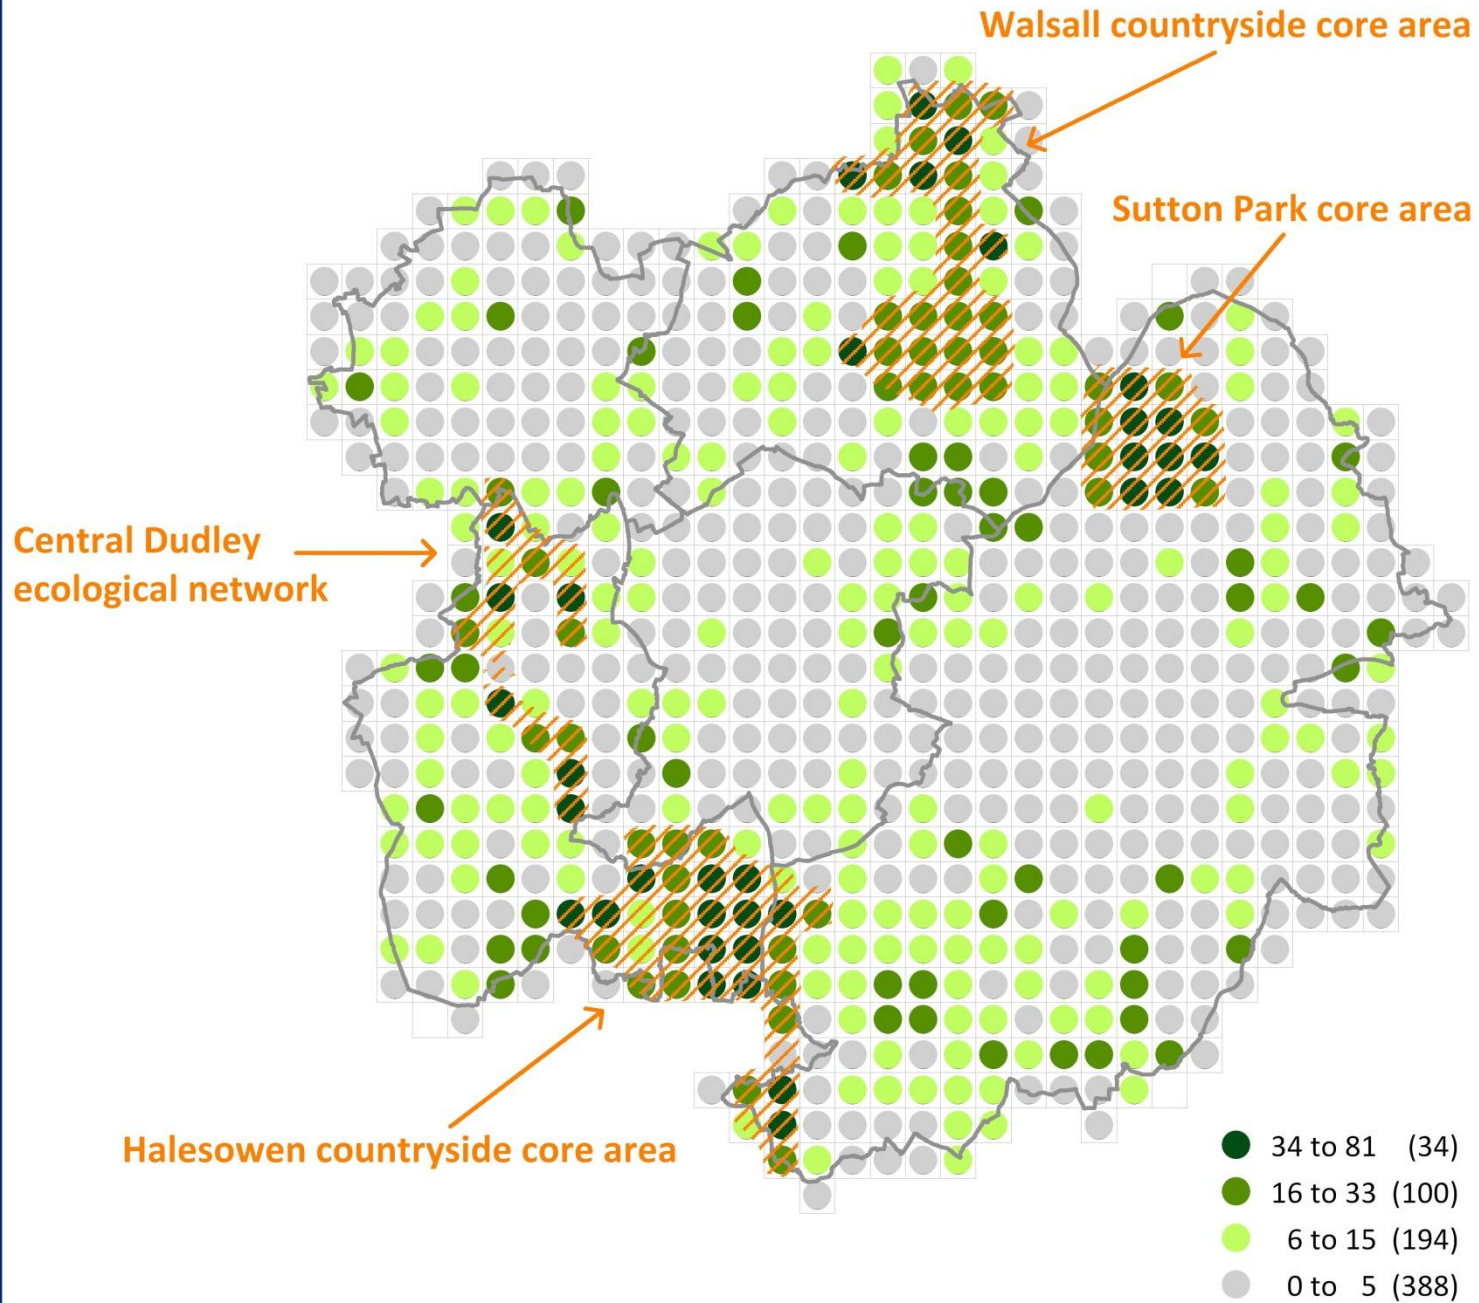 Walsall countryside core area
Sutton Park core area
Central Dudley
ecological network
Halesowen countryside core area
34 to 81 (34)
16 to 33 (100)
6 to 15 (194)
0 to 5 (388)